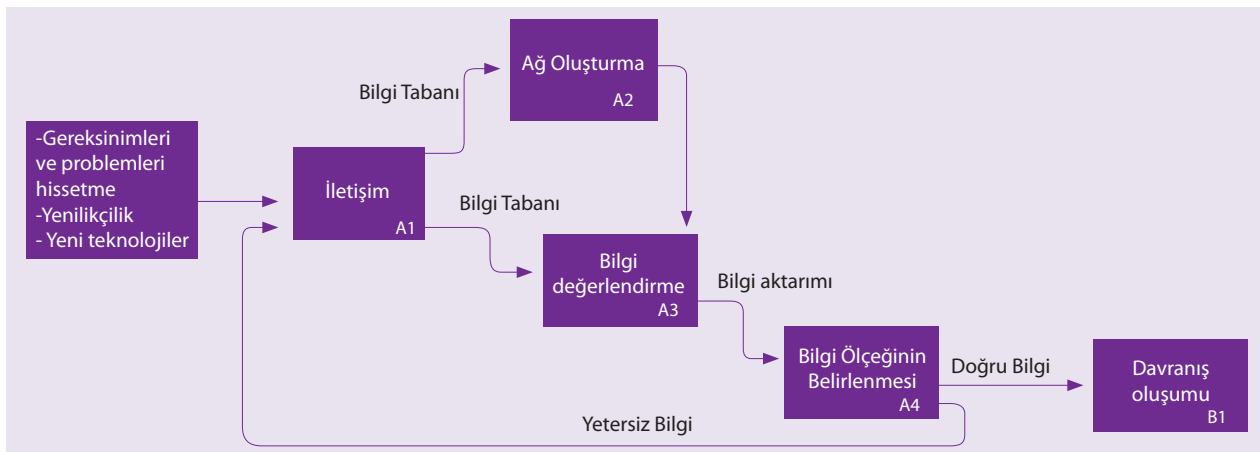 -Gereksinimleri
ve problemleri
hissetme
-Yenilikçilik
- Yeni teknolojiler
İletişim
A1
Bilgi Tabanı
Ağ Oluşturma
A2
Bilgi Tabanı
Bilgi
değerlendirme
A3
Bilgi aktarımı
Bilgi Ölçeğinin
Belirlenmesi
A4
Doğru Bilgi
Davranış
oluşumu
B1
Yetersiz Bilgi